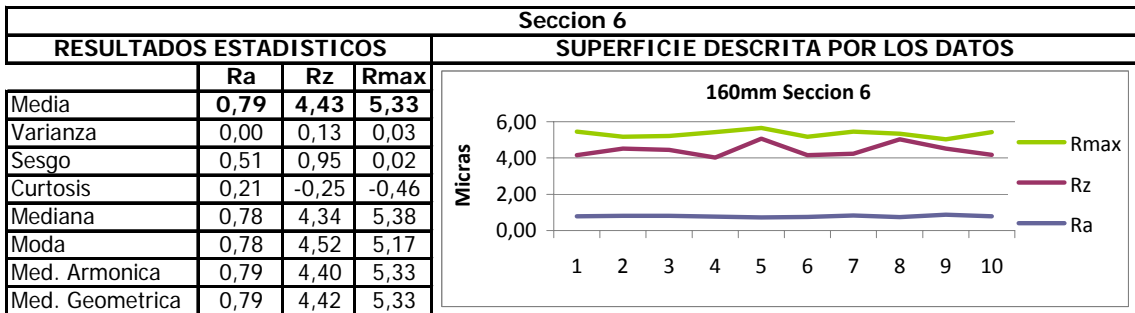 Seccion 6
RESULTADOS ESTADISTICOS SUPERFICIE DESCRITA POR LOS DATOS
Ra Rz Rmax
Media 0,79 4,43 5,33
Varianza 0,00 0,13 0,03
Sesgo 0,51 0,95 0,02
Curtosis 0,21 -0,25 -0,46
Mediana 0,78 4,34 5,38
Moda 0,78 4,52 5,17
Med. Armonica 0,79 4,40 5,33
Med. Geometrica 0,79 4,42 5,33
160mm Seccion 6
Micras
6,00
4,00
2,00
0,00
1 2 3 4 5 6 7 8 9 10
Rmax
Rz
Ra